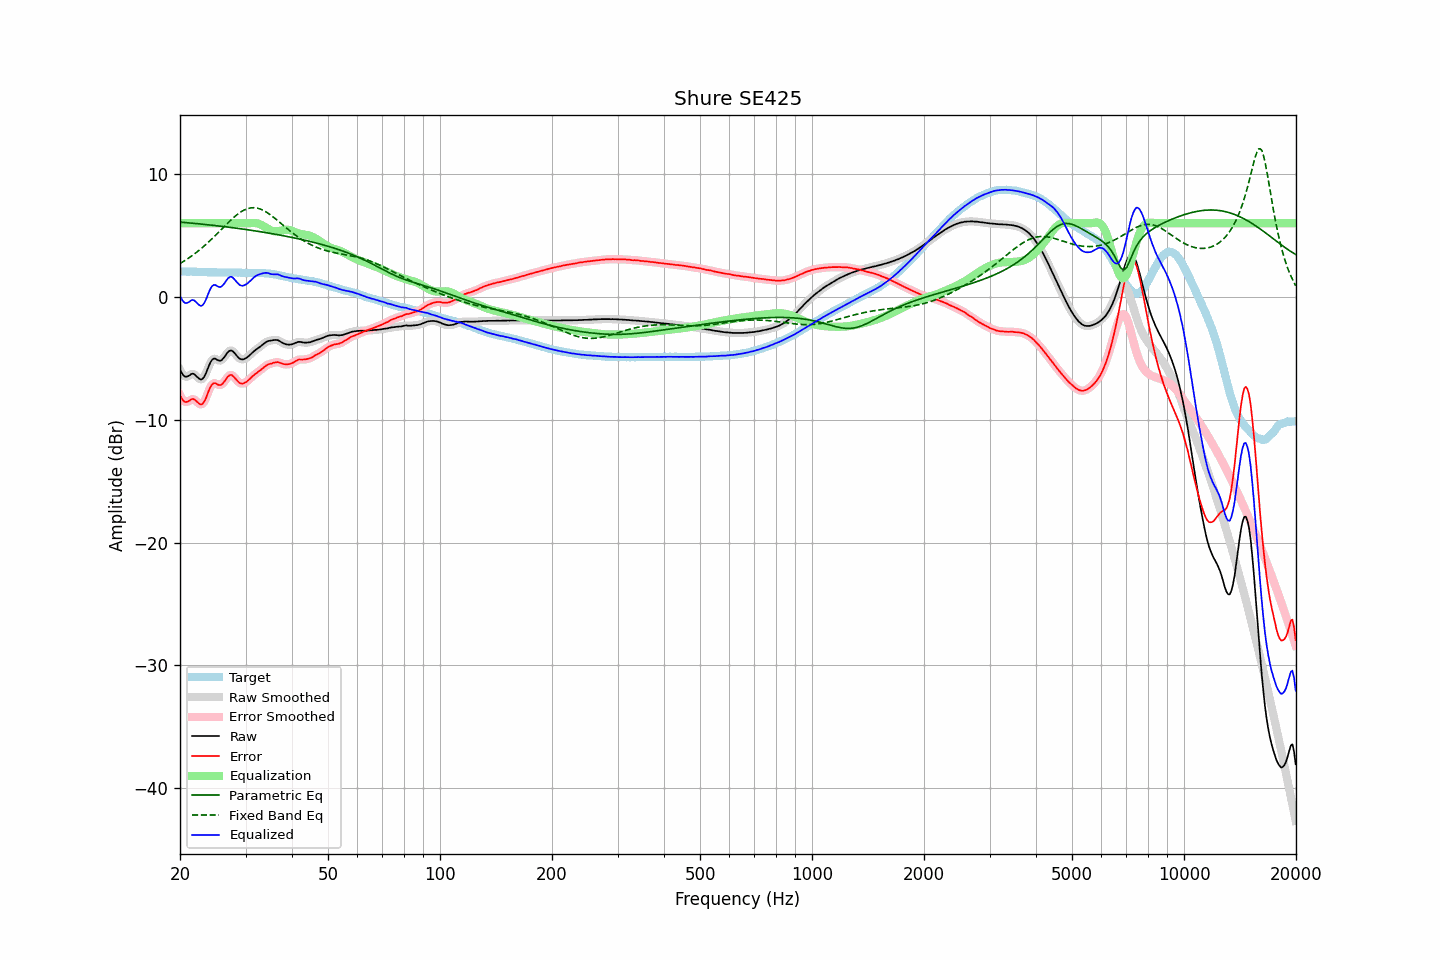 Shure SE425
Amplitude (dBr)
10
0
−10
−20
−30
−40
Target
Raw Smoothed
Error Smoothed
Raw
Error
Equalization
Parametric Eq
Fixed Band Eq
Equalized
20 50 100 200 500 1000 2000 5000 10000 20000
Frequency (Hz)